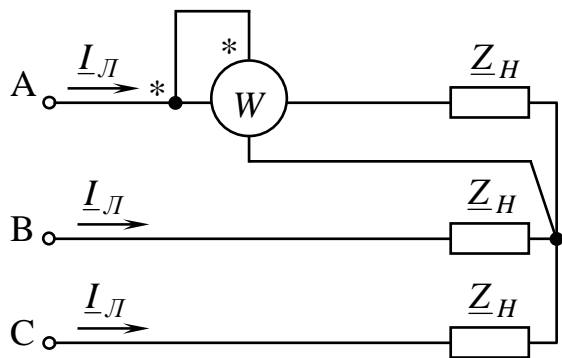 I_Л * Z_H
A * W
I_Л Z_H
B
I_Л Z_H
C